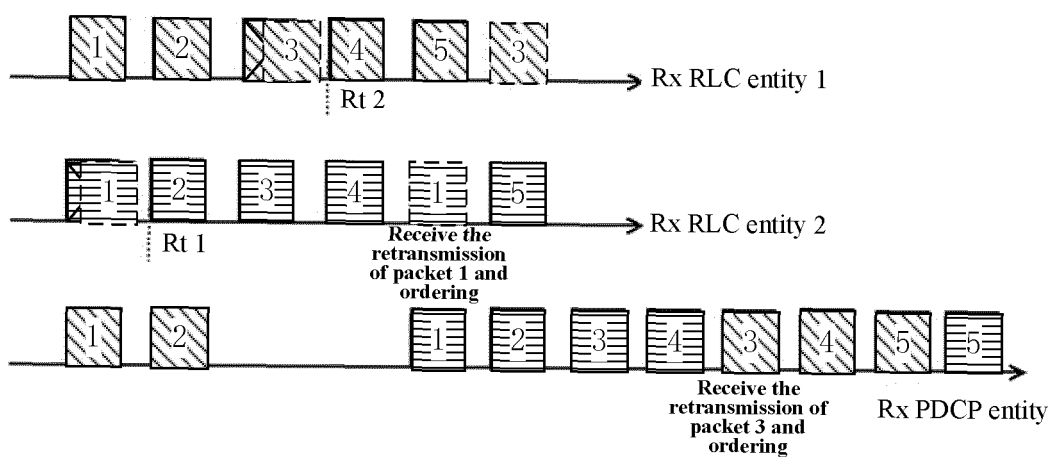 1 2 3 4 5 3
Rx RLC entity 1
Rt 2
1 2 3 4 1 5
Rx RLC entity 2
Rt 1
Receive the
retransmission
of packet 1 and
ordering
1 2 1 2 3 4 3 4 5 5
Receive the
retransmission of
packet 3 and
ordering
Rx PDCP entity